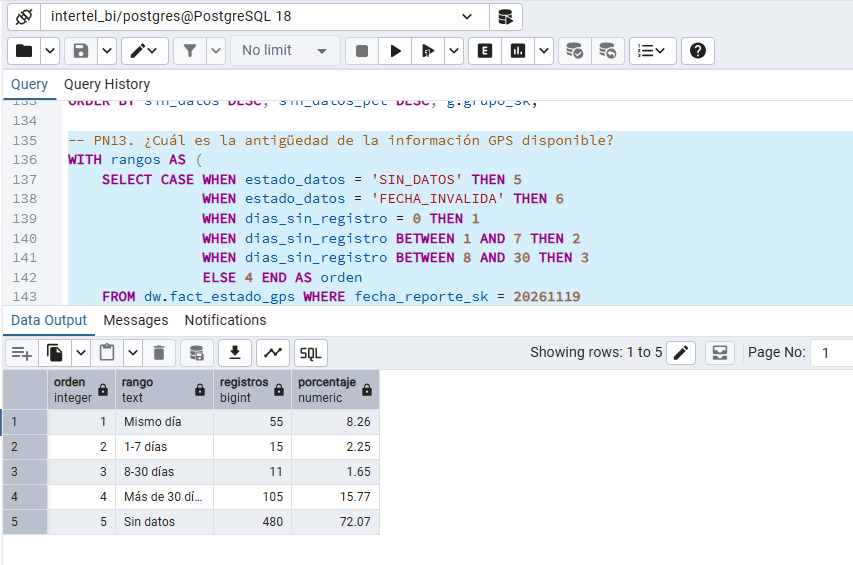 intertel_bi/postgres@PostgreSQL 18
No limit
Query Query History
133 ORDER BY sin_datos DESC, sin_datos_pct DESC, g.grupo_sk;
134
135 -- PN13. ¿Cuál es la antigüedad de la información GPS disponible?
136 WITH rangos AS (
137 SELECT CASE WHEN estado_datos = 'SIN_DATOS' THEN 5
138 WHEN estado_datos = 'FECHA_INVALIDA' THEN 6
139 WHEN dias_sin_registro = 0 THEN 1
140 WHEN dias_sin_registro BETWEEN 1 AND 7 THEN 2
141 WHEN dias_sin_registro BETWEEN 8 AND 30 THEN 3
142 ELSE 4 END AS orden
143 FROM dw.fact_estado_gps WHERE fecha_reporte_sk = 20261119
Data Output Messages Notifications
SQL Showing rows: 1 to 5 Page No: 1
orden rango registros porcentaje
integer text bigint numeric
1 1 Mismo día 55 8.26
2 2 1-7 días 15 2.25
3 3 8-30 días 11 1.65
4 4 Más de 30 dí... 105 15.77
5 5 Sin datos 480 72.07